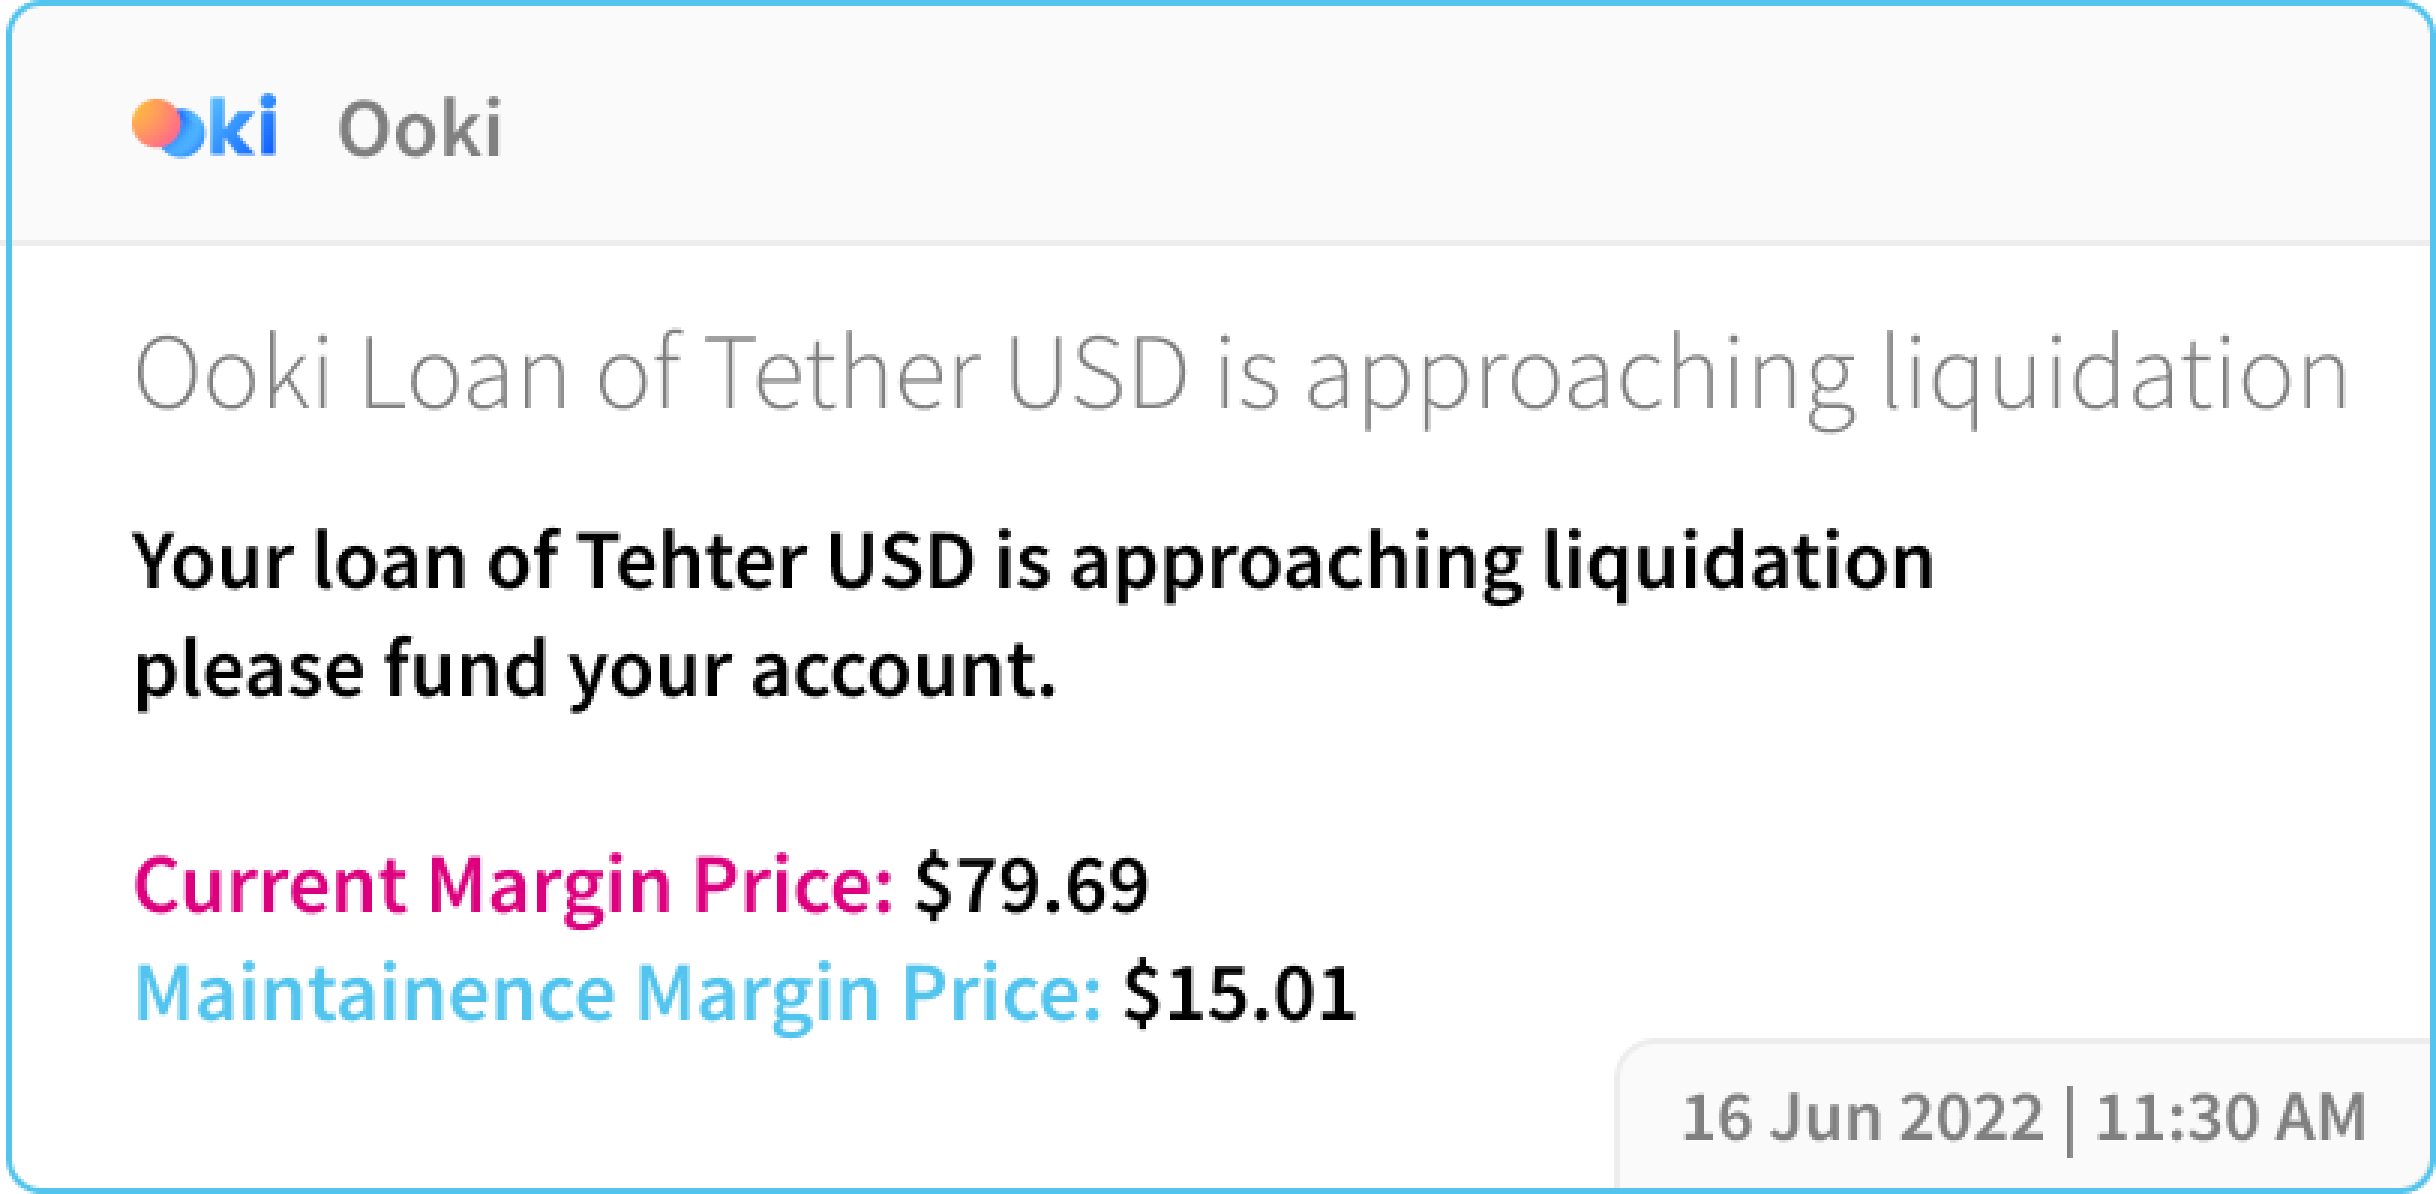 ooki Ooki
Ooki Loan of Tether USD is approaching liquidation
Your loan of Tehter USD is approaching liquidation
please fund your account.
Current Margin Price: $79.69
Maintainence Margin Price: $15.01
16 Jun 2022 | 11:30 AM